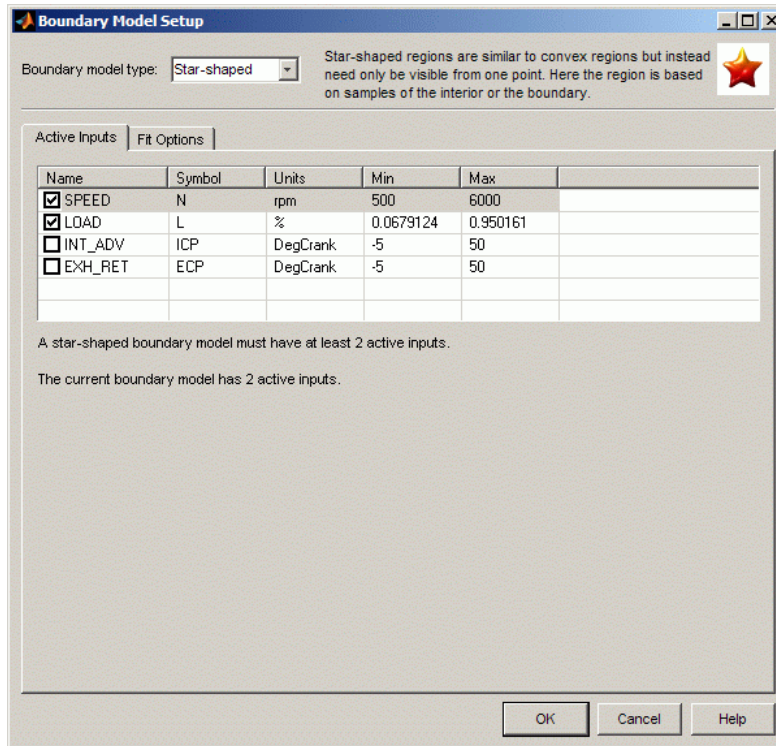 Boundary Model Setup
Boundary model type: Star-shaped
Star-shaped regions are similar to convex regions but instead
need only be visible from one point. Here the region is based
on samples of the interior or the boundary.
Active Inputs Fit Options
Name Symbol Units Min Max
SPEED N rpm 500 6000
LOAD L % 0.0679124 0.950161
INT_ADV ICP DegCrank -5 50
EXH_RET ECP DegCrank -5 50
A star-shaped boundary model must have at least 2 active inputs.
The current boundary model has 2 active inputs.
OK Cancel Help